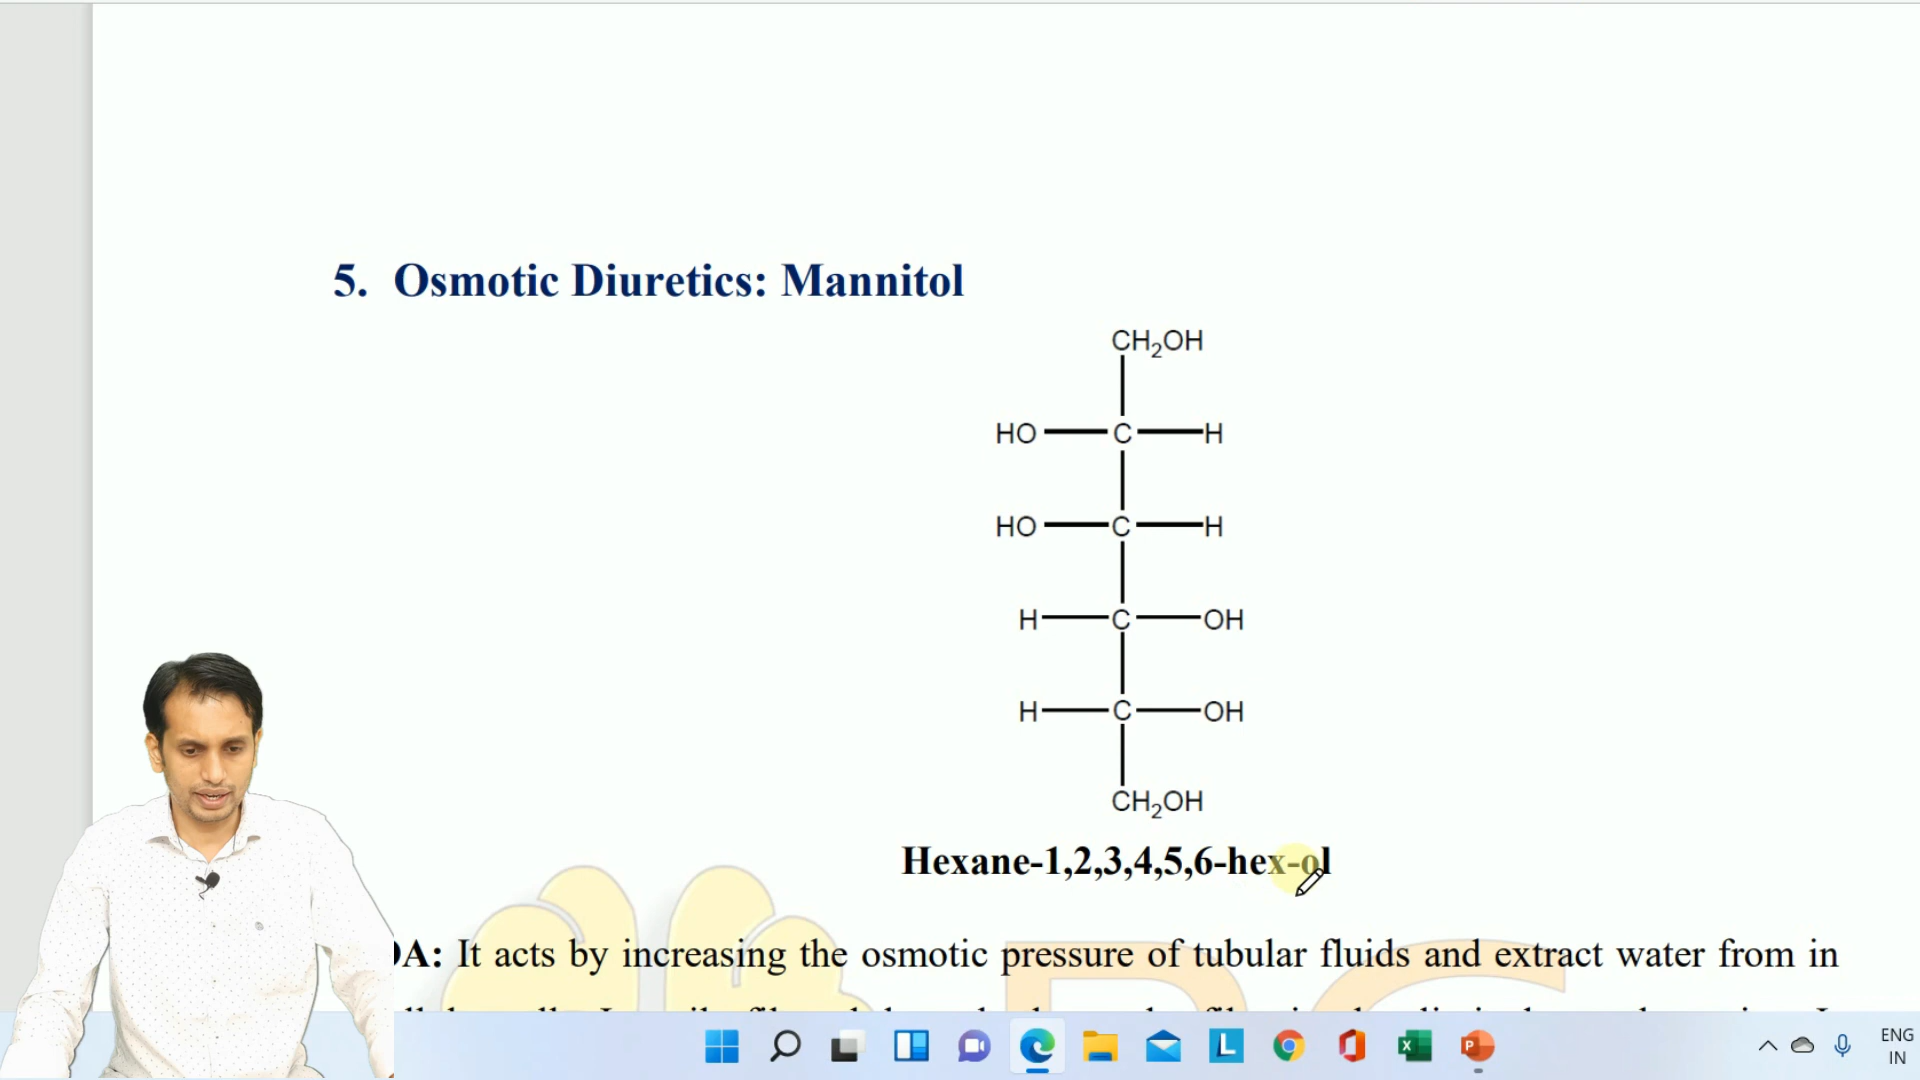 5. Osmotic Diuretics: Mannitol
CH2OH
HO C H
HO C H
H C OH
H C OH
CH2OH
Hexane-1,2,3,4,5,6-hex-ol
OA: It acts by increasing the osmotic pressure of tubular fluids and extract water from in
ENG
IN